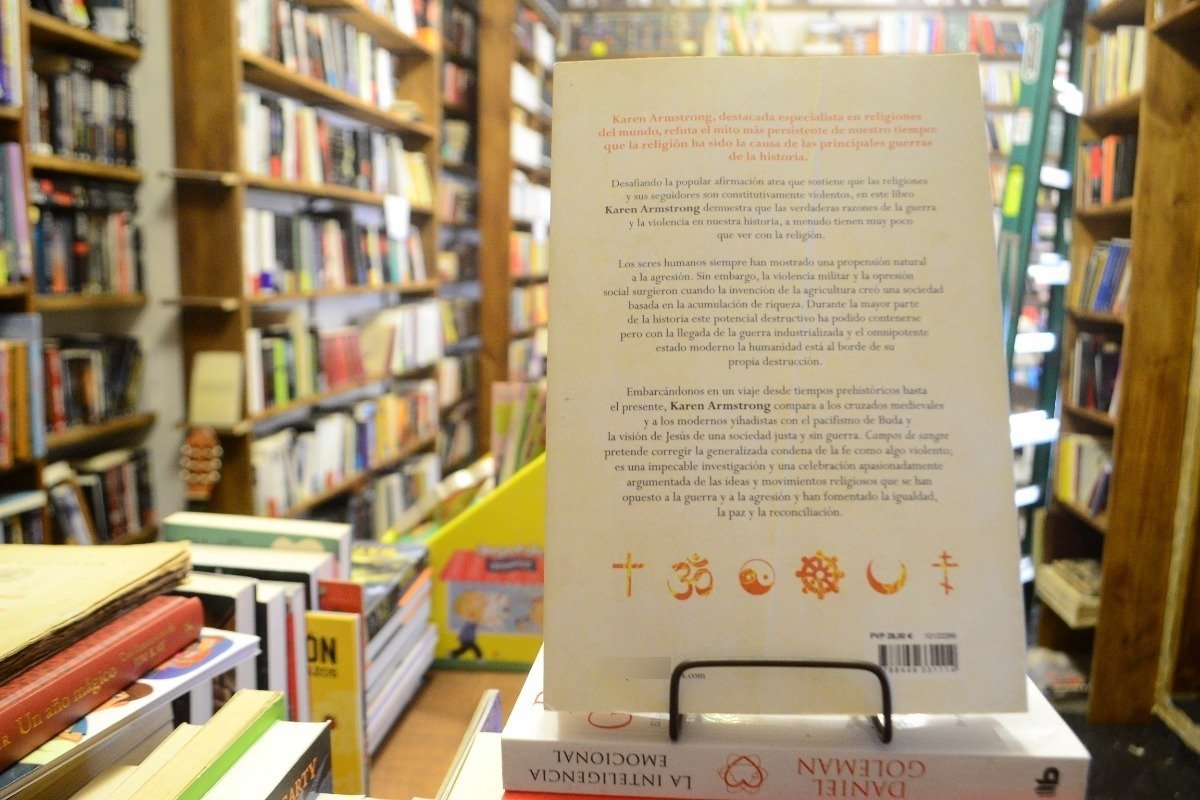 Karen Armstrong, destacada especialista en religiones
del mundo, refuta el mito más persistente de nuestro tiempo:
que la religión ha sido la causa de las principales guerras
de la historia.
Desafiando la popular afirmación atea que sostiene que las religiones
y sus seguidores son constitutivamente violentos, en este libro
Karen Armstrong demuestra que las verdaderas razones de la guerra
y la violencia en nuestra historia, a menudo tienen muy poco
que ver con la religión.
Los seres humanos siempre han mostrado una propensión natural
a la agresión. Sin embargo, la violencia militar y la opresión
social surgieron cuando la invención de la agricultura creó una sociedad
basada en la acumulación de riqueza. Durante la mayor parte
de la historia este potencial destructivo ha podido contenerse
pero con la llegada de la guerra industrializada y el omnipotente
estado moderno la humanidad está al borde de su
propia destrucción.
Embarcándonos en un viaje desde tiempos prehistóricos hasta
el presente, Karen Armstrong compara a los cruzados medievales
y a los modernos yihadistas con el pacifismo de Buda y
la visión de Jesús de una sociedad justa y sin guerra. Campos de sangre
pretende corregir la generalizada condena de la fe como algo violento;
es una impecable investigación y una celebración apasionadamente
argumentada de las ideas y movimientos religiosos que se han
opuesto a la guerra y a la agresión y han fomentado la igualdad,
la paz y la reconciliación.
PVP 26,00 €
.com
Un año mágico
ARTY
LA INTELIGENCIA
EMOCIONAL
DANIEL
GOLEMAN